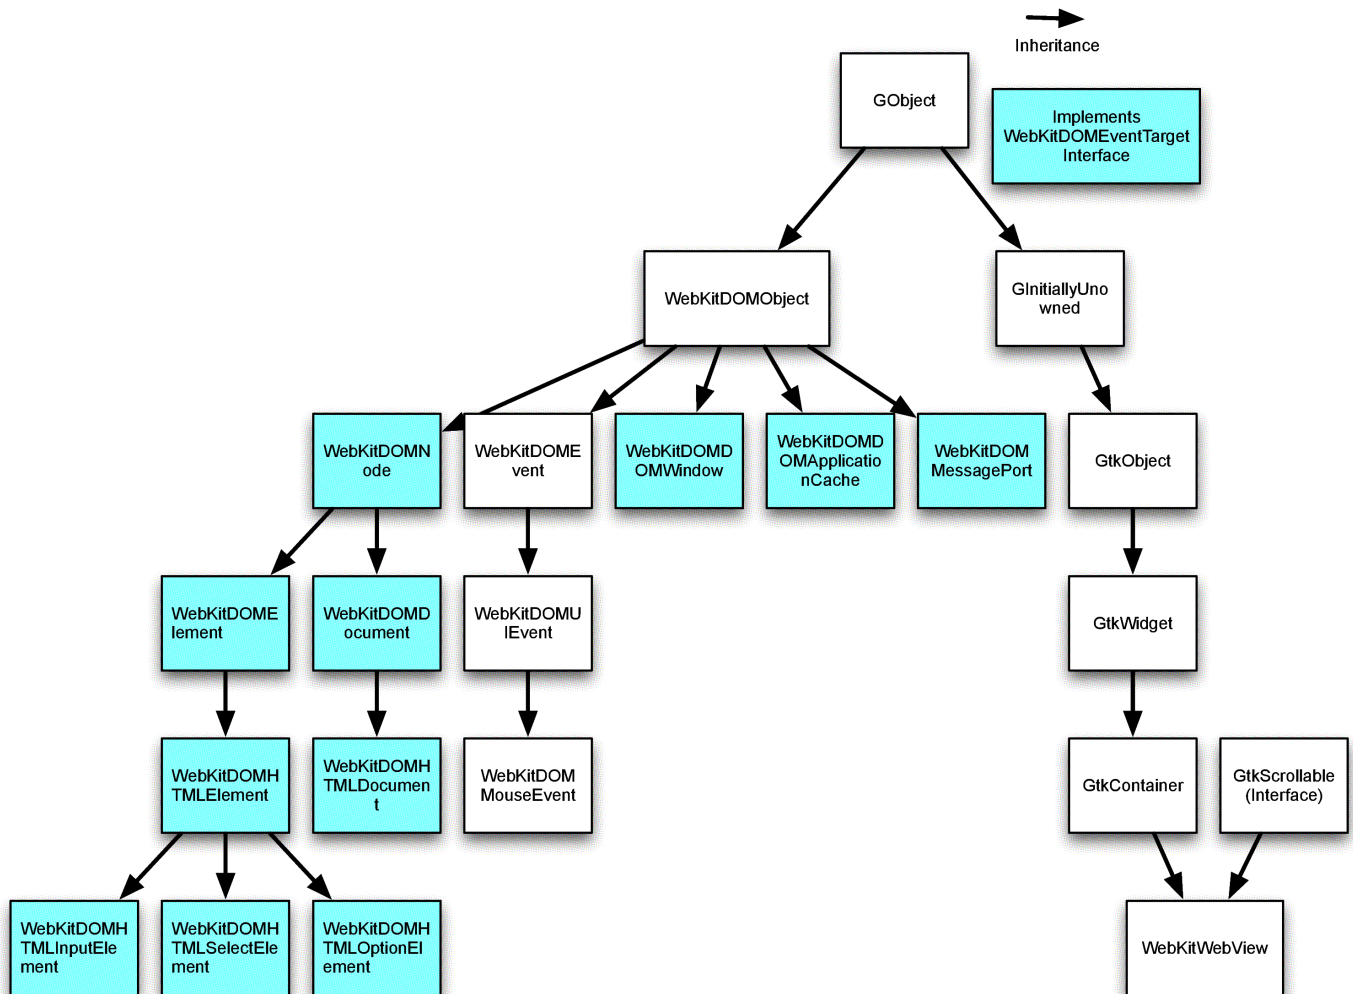 Inheritance
GObject
Implements
WebKitDOMEventTarget
Interface
WebKitDOMObject
GInitiallyUno
wned
WebKitDOMN
ode
WebKitDOME
vent
WebKitDOMD
OMWindow
WebKitDOMD
OMApplicatio
nCache
WebKitDOM
MessagePort
GtkObject
WebKitDOME
lement
WebKitDOMD
ocument
WebKitDOMU
IEvent
GtkWidget
WebKitDOMH
TMLElement
WebKitDOMH
TMLDocumen
t
WebKitDOM
MouseEvent
GtkContainer
GtkScrollable
(Interface)
WebKitDOMH
TMLInputEle
ment
WebKitDOMH
TMLSelectEle
ment
WebKitDOMH
TMLOptionEl
ement
WebKitWebView